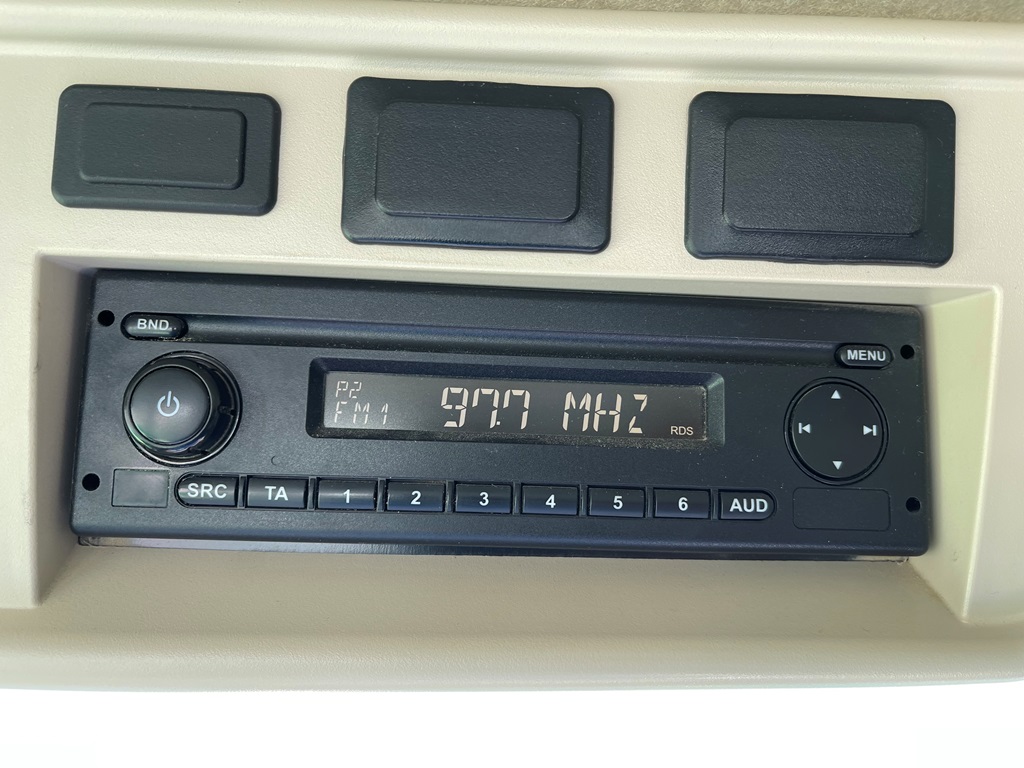 BND
MENU
P2
FM1 97.7 MHZ
RDS
SRC TA 1 2 3 4 5 6 AUD